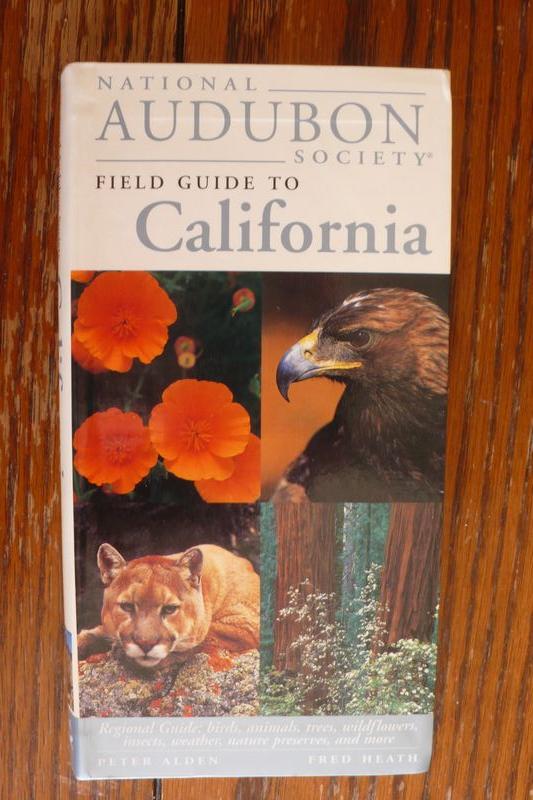 NATIONAL
AUDUBON
SOCIETY®
FIELD GUIDE TO
California
Regional Guide: birds, animals, trees, wildflowers,
insects, weather, nature preserves, and more
PETER ALDEN FRED HEATH